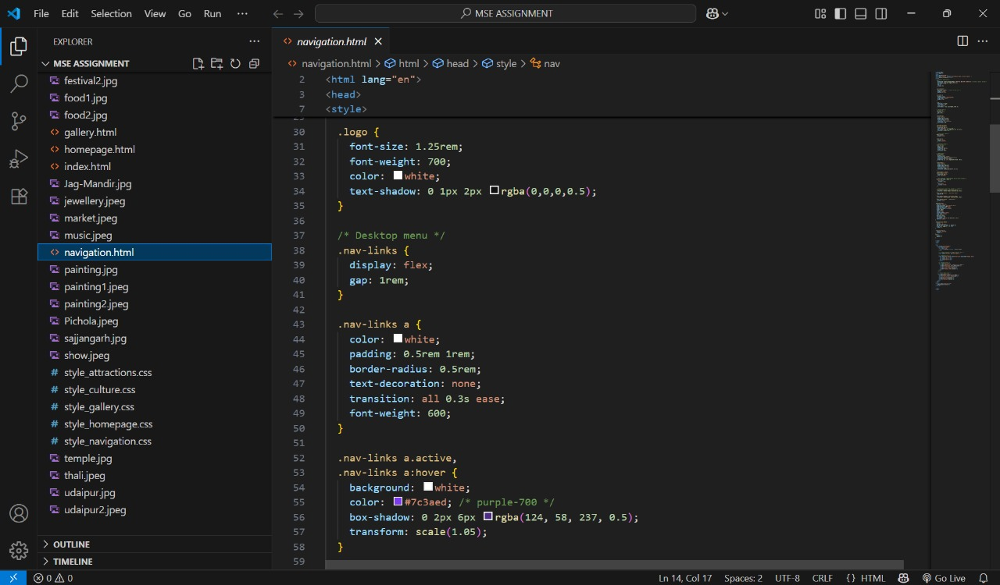 File Edit Selection View Go Run ··· MSE ASSIGNMENT
EXPLORER ···
MSE ASSIGNMENT
festival2.jpg
food1.jpg
food2.jpg
gallery.html
homepage.html
index.html
Jag-Mandir.jpg
jewellery.jpeg
market.jpeg
music.jpeg
navigation.html
painting.jpg
painting1.jpeg
painting2.jpeg
Pichola.jpeg
sajjangarh.jpg
show.jpeg
# style_attractions.css
# style_culture.css
# style_gallery.css
# style_homepage.css
# style_navigation.css
temple.jpg
thali.jpeg
udaipur.jpg
udaipur2.jpeg
OUTLINE
TIMELINE
navigation.html
navigation.html > html > head > style > nav
2 <html lang="en">
3 <head>
7 <style>
30 .logo {
31 font-size: 1.25rem;
32 font-weight: 700;
33 color: white;
34 text-shadow: 0 1px 2px rgba(0,0,0,0.5);
35 }
36
37 /* Desktop menu */
38 .nav-links {
39 display: flex;
40 gap: 1rem;
41 }
42
43 .nav-links a {
44 color: white;
45 padding: 0.5rem 1rem;
46 border-radius: 0.5rem;
47 text-decoration: none;
48 transition: all 0.3s ease;
49 font-weight: 600;
50 }
51
52 .nav-links a.active,
53 .nav-links a:hover {
54 background: white;
55 color: #7c3aed; /* purple-700 */
56 box-shadow: 0 2px 6px rgba(124, 58, 237, 0.5);
57 transform: scale(1.05);
58 }
59
0 0 Ln 14, Col 17 Spaces: 2 UTF-8 CRLF {} HTML Go Live